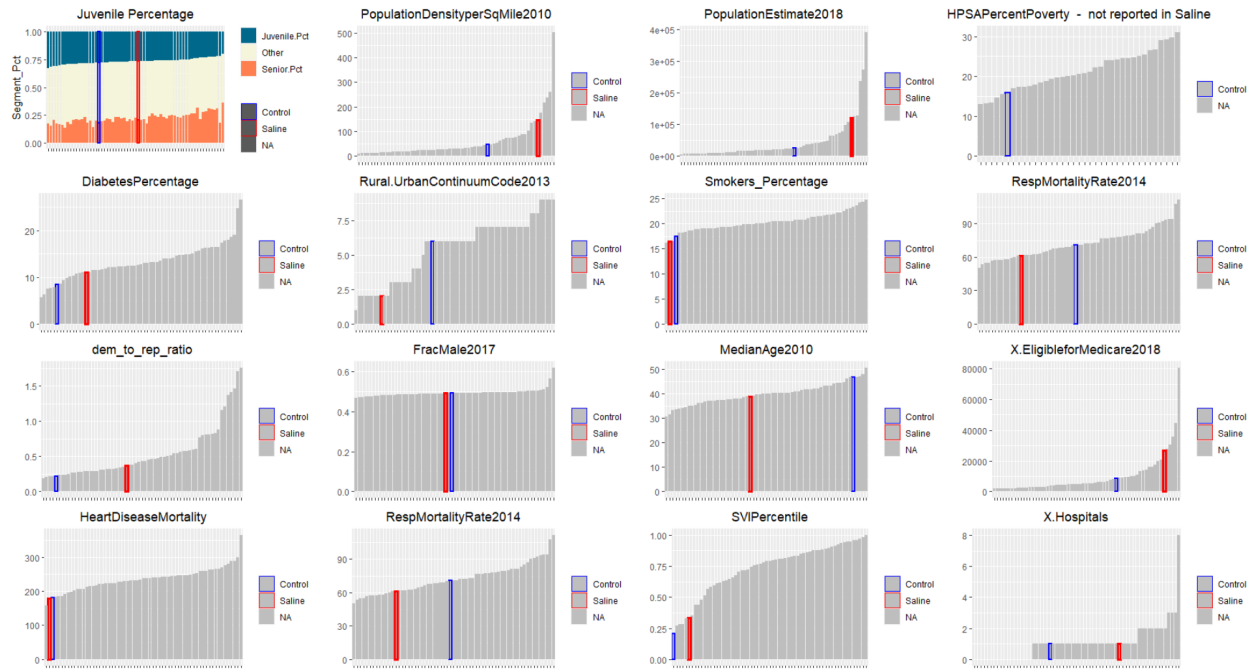 Juvenile Percentage
Segment_Pct
1.00
0.75
0.50
0.25
0.00
Juvenile.Pct
Other
Senior.Pct
Control
Saline
NA
PopulationDensityperSqMile2010
500
400
300
200
100
0
Control
Saline
NA
PopulationEstimate2018
4e+05
3e+05
2e+05
1e+05
0e+00
Control
Saline
NA
HPSAPercentPoverty - not reported in Saline
30
20
10
0
Control
NA
DiabetesPercentage
20
10
0
Control
Saline
NA
Rural.UrbanContinuumCode2013
7.5
5.0
2.5
0.0
Control
Saline
NA
Smokers_Percentage
25
20
15
10
5
0
Control
Saline
NA
RespMortalityRate2014
90
60
30
0
Control
Saline
NA
dem_to_rep_ratio
1.5
1.0
0.5
0.0
Control
Saline
NA
FracMale2017
0.6
0.4
0.2
0.0
Control
Saline
NA
MedianAge2010
50
40
30
20
10
0
Control
Saline
NA
X.EligibleforMedicare2018
80000
60000
40000
20000
0
Control
Saline
NA
HeartDiseaseMortality
300
200
100
0
Control
Saline
NA
RespMortalityRate2014
90
60
30
0
Control
Saline
NA
SVIPercentile
1.00
0.75
0.50
0.25
0.00
Control
Saline
NA
X.Hospitals
8
6
4
2
0
Control
Saline
NA